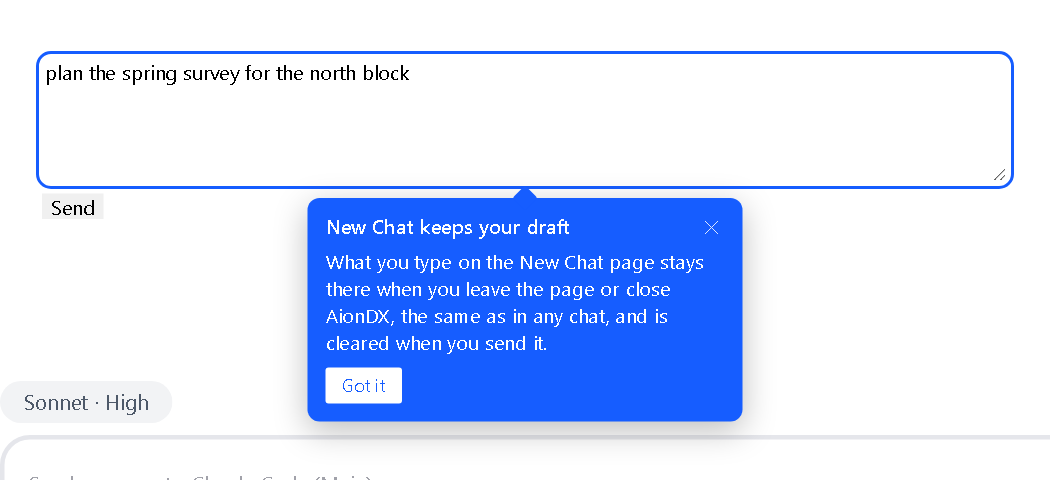 plan the spring survey for the north block
Send
New Chat keeps your draft
What you type on the New Chat page stays
there when you leave the page or close
AionDX, the same as in any chat, and is
cleared when you send it.
Got it
Sonnet · High